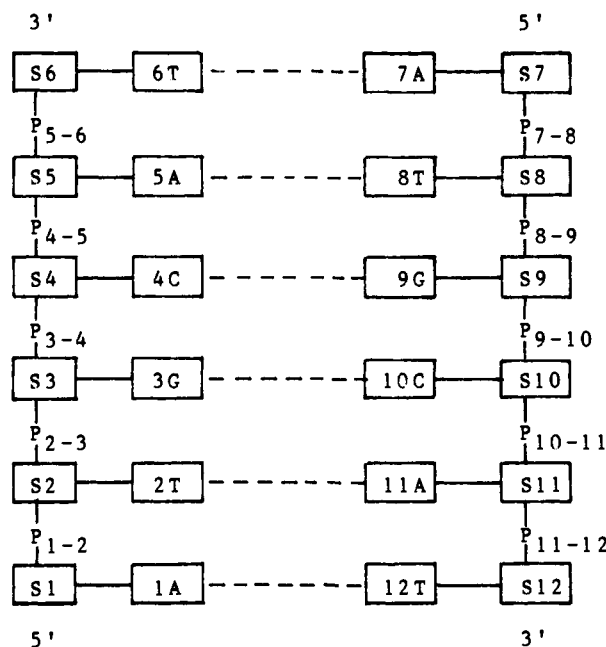 3' 5'
S6 6T 7A S7
P5-6 P7-8
S5 5A 8T S8
P4-5 P8-9
S4 4C 9G S9
P3-4 P9-10
S3 3G 10C S10
P2-3 P10-11
S2 2T 11A S11
P1-2 P11-12
S1 1A 12T S12
5' 3'